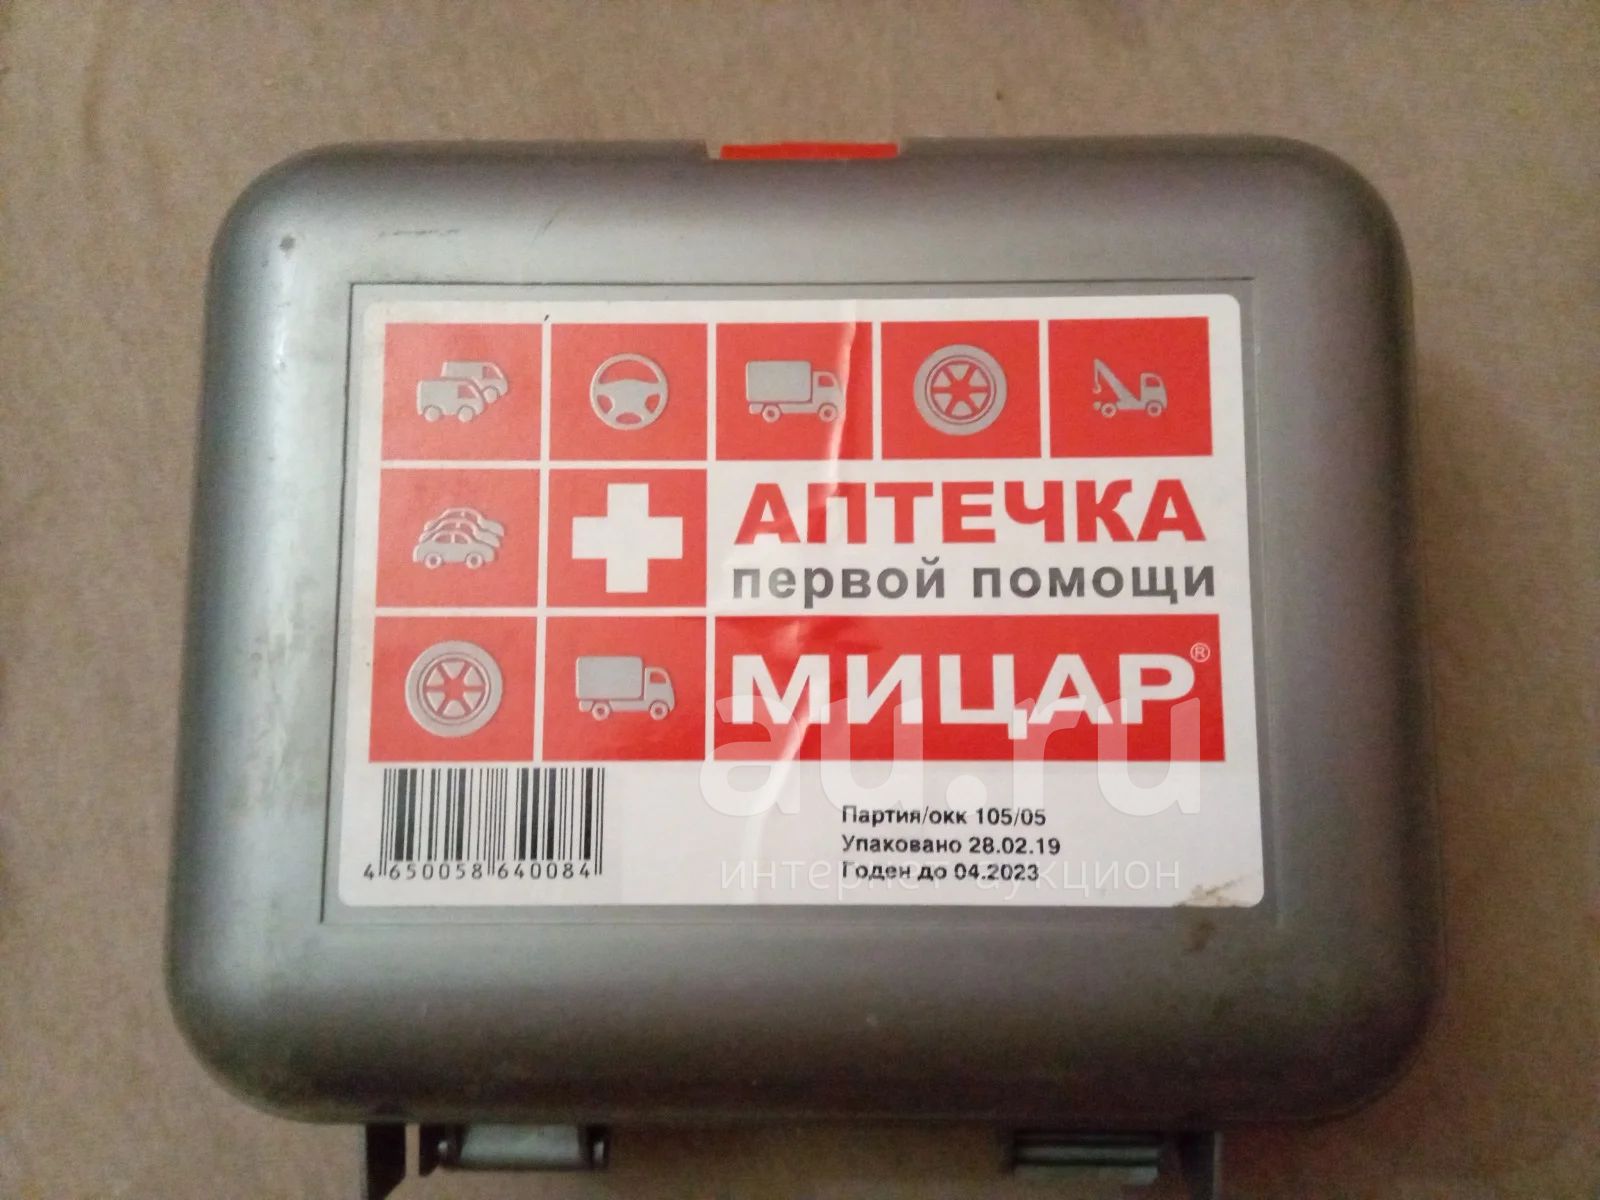 АПТЕЧКА
первой помощи
МИЦАР®
4 650058 640084
Партия/окк 105/05
Упаковано 28.02.19
Годен до 04.2023
au.ru
интернет аукцион